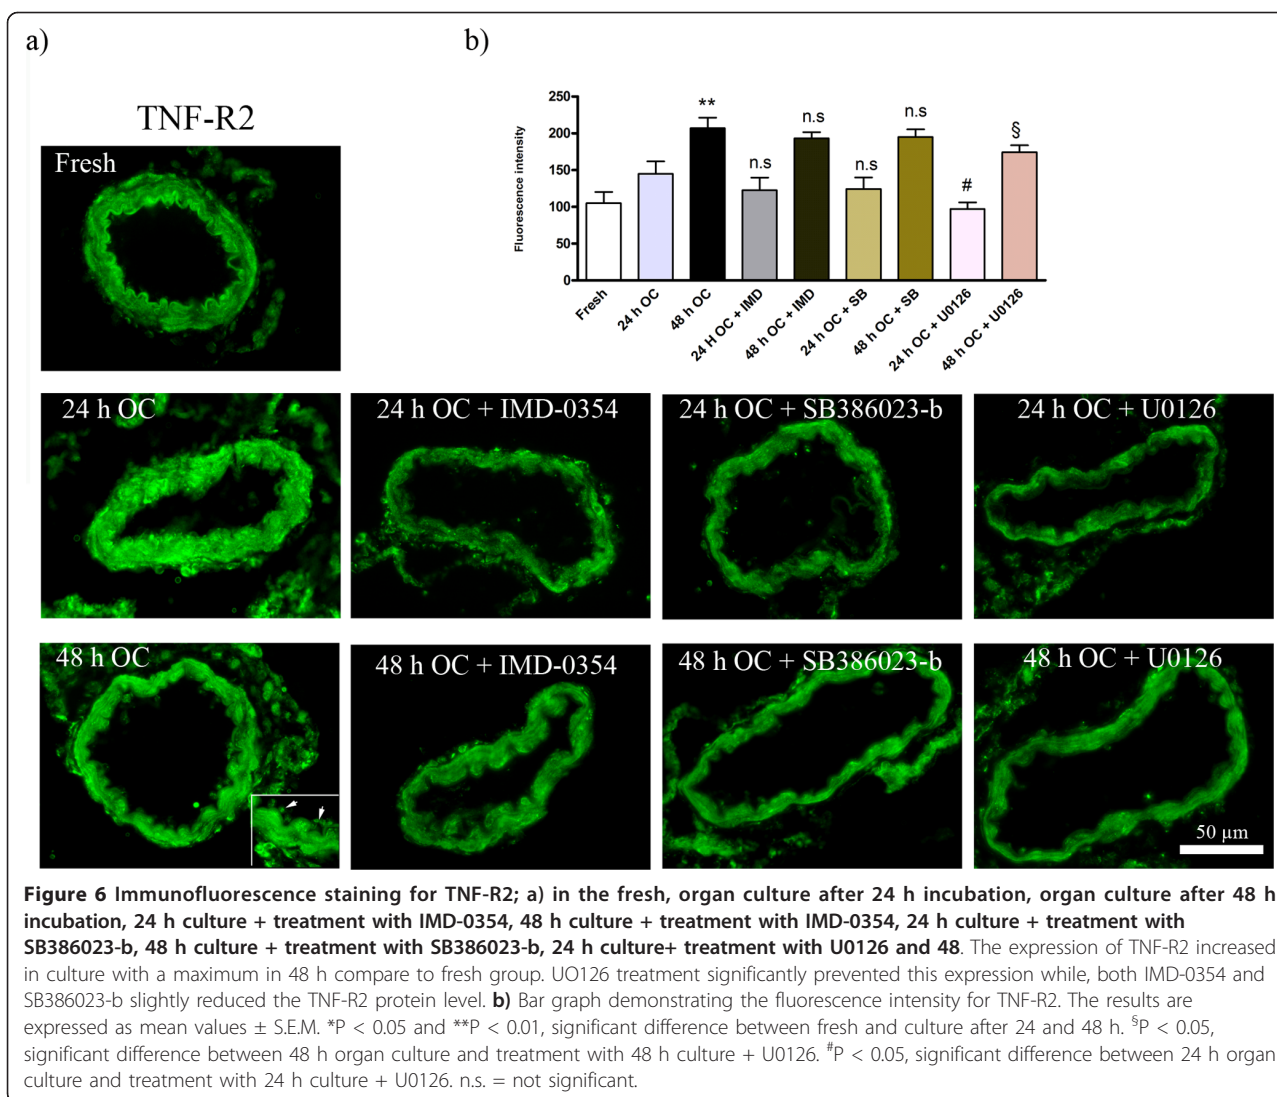 a)
b)
TNF-R2
Fresh
Fluorescence intensity
300
250
200
150
100
50
0
**
n.s
n.s
n.s
n.s
#
§
Fresh
24 h OC
48 h OC
24 H OC + IMD
48 h OC + IMD
24 h OC + SB
48 h OC + SB
24 h OC + U0126
48 h OC + U0126
24 h OC
24 h OC + IMD-0354
24 h OC + SB386023-b
24 h OC + U0126
48 h OC
48 h OC + IMD-0354
48 h OC + SB386023-b
48 h OC + U0126
50 µm
Figure 6 Immunofluorescence staining for TNF-R2; a) in the fresh, organ culture after 24 h incubation, organ culture after 48 h
incubation, 24 h culture + treatment with IMD-0354, 48 h culture + treatment with IMD-0354, 24 h culture + treatment with
SB386023-b, 48 h culture + treatment with SB386023-b, 24 h culture+ treatment with U0126 and 48. The expression of TNF-R2 increased
in culture with a maximum in 48 h compare to fresh group. UO126 treatment significantly prevented this expression while, both IMD-0354 and
SB386023-b slightly reduced the TNF-R2 protein level. b) Bar graph demonstrating the fluorescence intensity for TNF-R2. The results are
expressed as mean values ± S.E.M. *P < 0.05 and **P < 0.01, significant difference between fresh and culture after 24 and 48 h. §P < 0.05,
significant difference between 48 h organ culture and treatment with 48 h culture + U0126. #P < 0.05, significant difference between 24 h organ
culture and treatment with 24 h culture + U0126. n.s. = not significant.